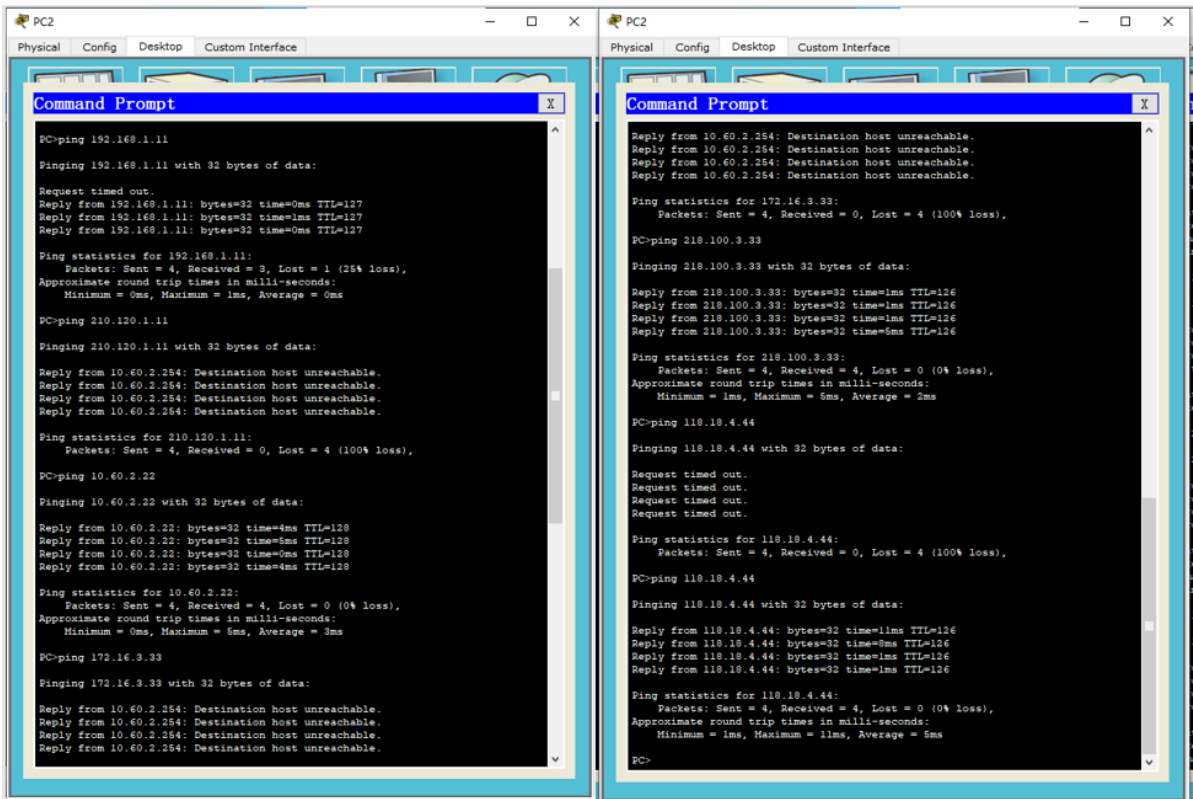 PC2
Physical Config Desktop Custom Interface
Command Prompt X
PC>ping 192.168.1.11
Pinging 192.168.1.11 with 32 bytes of data:
Request timed out.
Reply from 192.168.1.11: bytes=32 time=0ms TTL=127
Reply from 192.168.1.11: bytes=32 time=1ms TTL=127
Reply from 192.168.1.11: bytes=32 time=0ms TTL=127
Ping statistics for 192.168.1.11:
Packets: Sent = 4, Received = 3, Lost = 1 (25% loss),
Approximate round trip times in milli-seconds:
Minimum = 0ms, Maximum = 1ms, Average = 0ms
PC>ping 210.120.1.11
Pinging 210.120.1.11 with 32 bytes of data:
Reply from 10.60.2.254: Destination host unreachable.
Reply from 10.60.2.254: Destination host unreachable.
Reply from 10.60.2.254: Destination host unreachable.
Reply from 10.60.2.254: Destination host unreachable.
Ping statistics for 210.120.1.11:
Packets: Sent = 4, Received = 0, Lost = 4 (100% loss),
PC>ping 10.60.2.22
Pinging 10.60.2.22 with 32 bytes of data:
Reply from 10.60.2.22: bytes=32 time=4ms TTL=128
Reply from 10.60.2.22: bytes=32 time=5ms TTL=128
Reply from 10.60.2.22: bytes=32 time=0ms TTL=128
Reply from 10.60.2.22: bytes=32 time=4ms TTL=128
Ping statistics for 10.60.2.22:
Packets: Sent = 4, Received = 4, Lost = 0 (0% loss),
Approximate round trip times in milli-seconds:
Minimum = 0ms, Maximum = 5ms, Average = 3ms
PC>ping 172.16.3.33
Pinging 172.16.3.33 with 32 bytes of data:
Reply from 10.60.2.254: Destination host unreachable.
Reply from 10.60.2.254: Destination host unreachable.
Reply from 10.60.2.254: Destination host unreachable.
Reply from 10.60.2.254: Destination host unreachable.
PC2
Physical Config Desktop Custom Interface
Command Prompt X
Reply from 10.60.2.254: Destination host unreachable.
Reply from 10.60.2.254: Destination host unreachable.
Reply from 10.60.2.254: Destination host unreachable.
Reply from 10.60.2.254: Destination host unreachable.
Ping statistics for 172.16.3.33:
Packets: Sent = 4, Received = 0, Lost = 4 (100% loss),
PC>ping 218.100.3.33
Pinging 218.100.3.33 with 32 bytes of data:
Reply from 218.100.3.33: bytes=32 time=1ms TTL=126
Reply from 218.100.3.33: bytes=32 time=1ms TTL=126
Reply from 218.100.3.33: bytes=32 time=1ms TTL=126
Reply from 218.100.3.33: bytes=32 time=5ms TTL=126
Ping statistics for 218.100.3.33:
Packets: Sent = 4, Received = 4, Lost = 0 (0% loss),
Approximate round trip times in milli-seconds:
Minimum = 1ms, Maximum = 5ms, Average = 2ms
PC>ping 118.18.4.44
Pinging 118.18.4.44 with 32 bytes of data:
Request timed out.
Request timed out.
Request timed out.
Request timed out.
Ping statistics for 118.18.4.44:
Packets: Sent = 4, Received = 0, Lost = 4 (100% loss),
PC>ping 118.18.4.44
Pinging 118.18.4.44 with 32 bytes of data:
Reply from 118.18.4.44: bytes=32 time=11ms TTL=126
Reply from 118.18.4.44: bytes=32 time=8ms TTL=126
Reply from 118.18.4.44: bytes=32 time=1ms TTL=126
Reply from 118.18.4.44: bytes=32 time=1ms TTL=126
Ping statistics for 118.18.4.44:
Packets: Sent = 4, Received = 4, Lost = 0 (0% loss),
Approximate round trip times in milli-seconds:
Minimum = 1ms, Maximum = 11ms, Average = 5ms
PC>